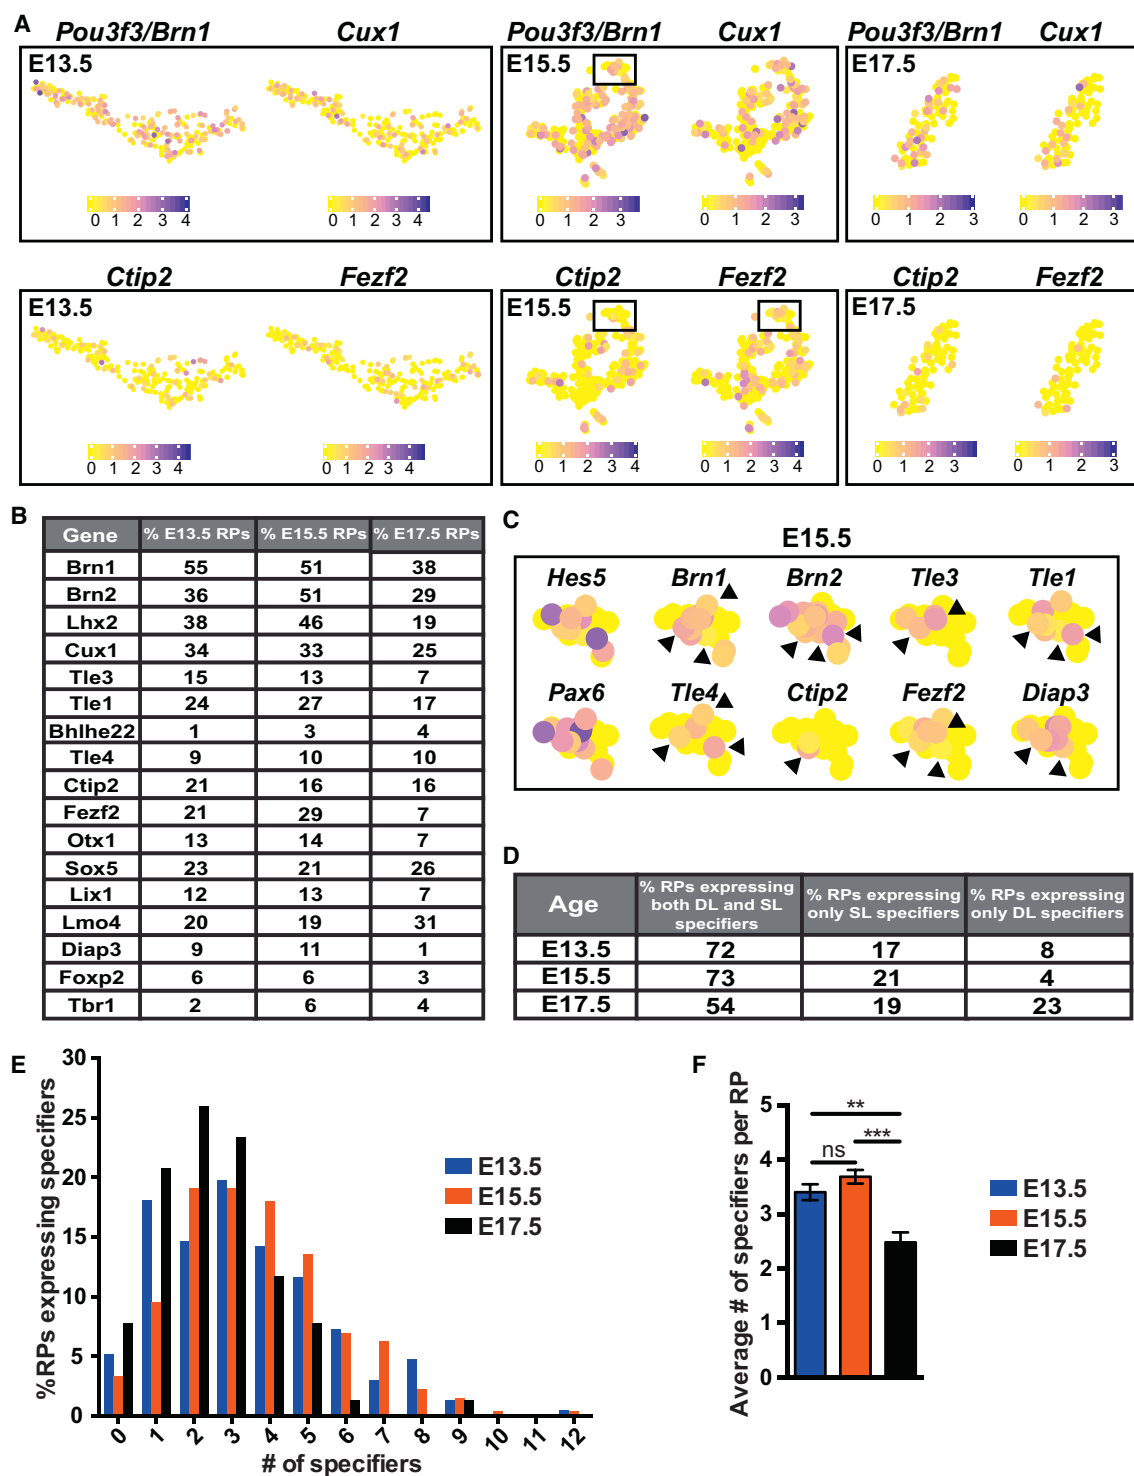 A
Pou3f3/Brn1 Cux1 Pou3f3/Brn1 Cux1 Pou3f3/Brn1 Cux1
E13.5 E15.5 E17.5
0 1 2 3 4 0 1 2 3 4 0 1 2 3 0 1 2 3 0 1 2 3 0 1 2 3
Ctip2 Fezf2 Ctip2 Fezf2 Ctip2 Fezf2
E13.5 E15.5 E17.5
0 1 2 3 4 0 1 2 3 4 0 1 2 3 4 0 1 2 3 4 0 1 2 3 0 1 2 3
B
Gene % E13.5 RPs % E15.5 RPs % E17.5 RPs
Brn1 55 51 38
Brn2 36 51 29
Lhx2 38 46 19
Cux1 34 33 25
Tle3 15 13 7
Tle1 24 27 17
Bhlhe22 1 3 4
Tle4 9 10 10
Ctip2 21 16 16
Fezf2 21 29 7
Otx1 13 14 7
Sox5 23 21 26
Lix1 12 13 7
Lmo4 20 19 31
Diap3 9 11 1
Foxp2 6 6 3
Tbr1 2 6 4
C
E15.5
Hes5 Brn1 Brn2 Tle3 Tle1
Pax6 Tle4 Ctip2 Fezf2 Diap3
D
Age % RPs expressing both DL and SL specifiers % RPs expressing only SL specifiers % RPs expressing only DL specifiers
E13.5 72 17 8
E15.5 73 21 4
E17.5 54 19 23
E
%RPs expressing specifiers
30
25
20
15
10
5
0
0 1 2 3 4 5 6 7 8 9 10 11 12
# of specifiers
E13.5
E15.5
E17.5
F
Average # of specifiers per RP
5
4
3
2
1
0
**
***
ns
E13.5
E15.5
E17.5